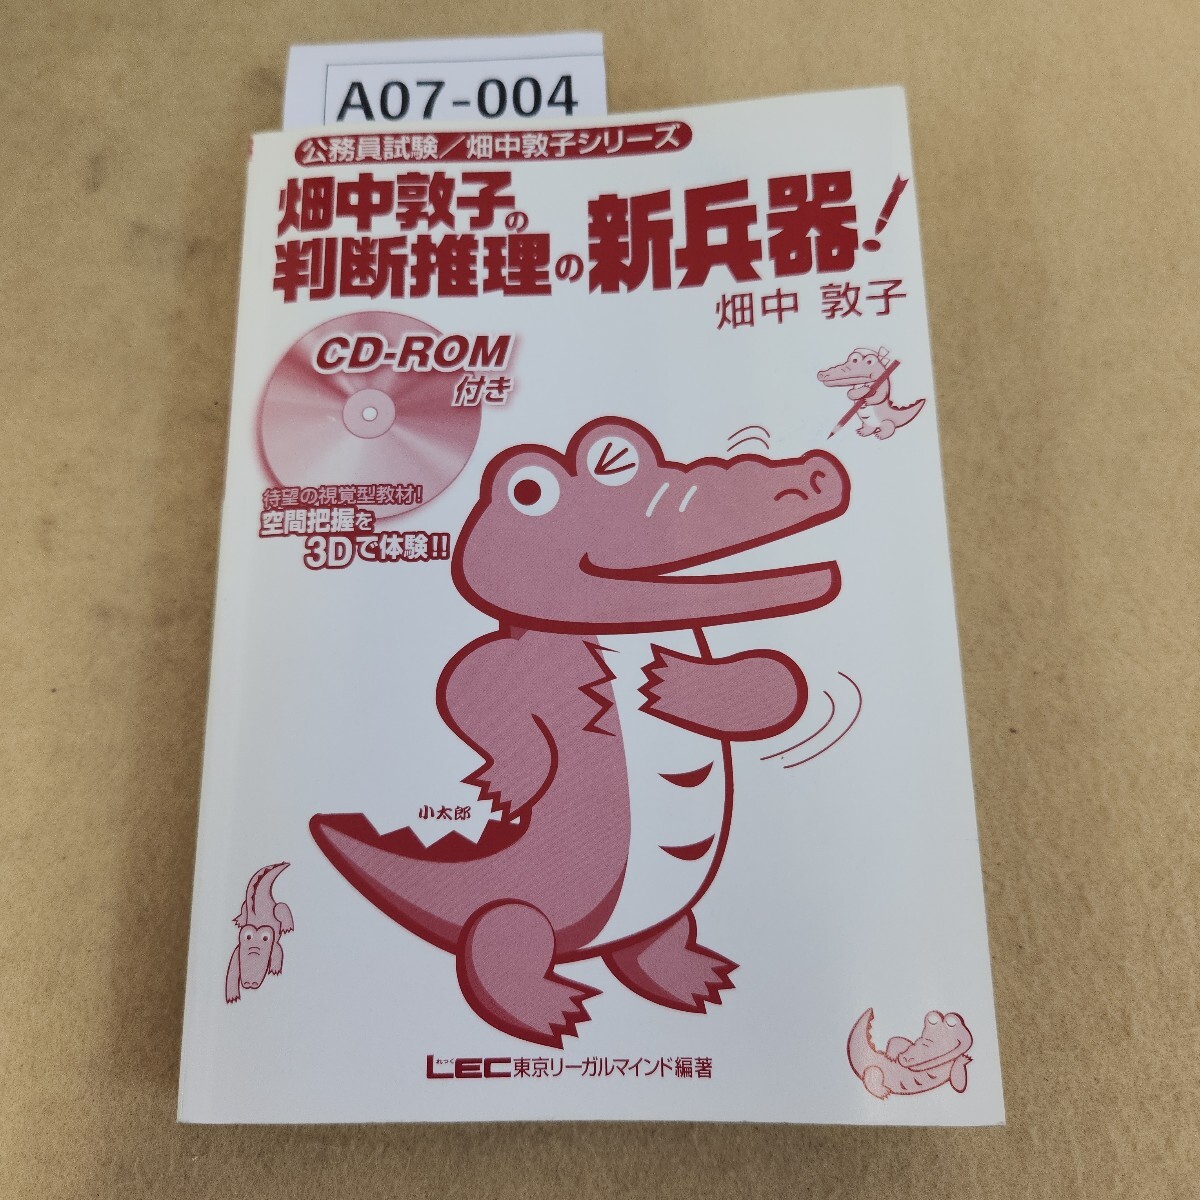 A07-004
公務員試験／畑中敦子シリーズ
畑中敦子の
判断推理の新兵器!
畑中 敦子
CD-ROM
付き
待望の視覚型教材!
空間把握を
3Dで体験!!
小太郎
れっく
LEC東京リーガルマインド編著